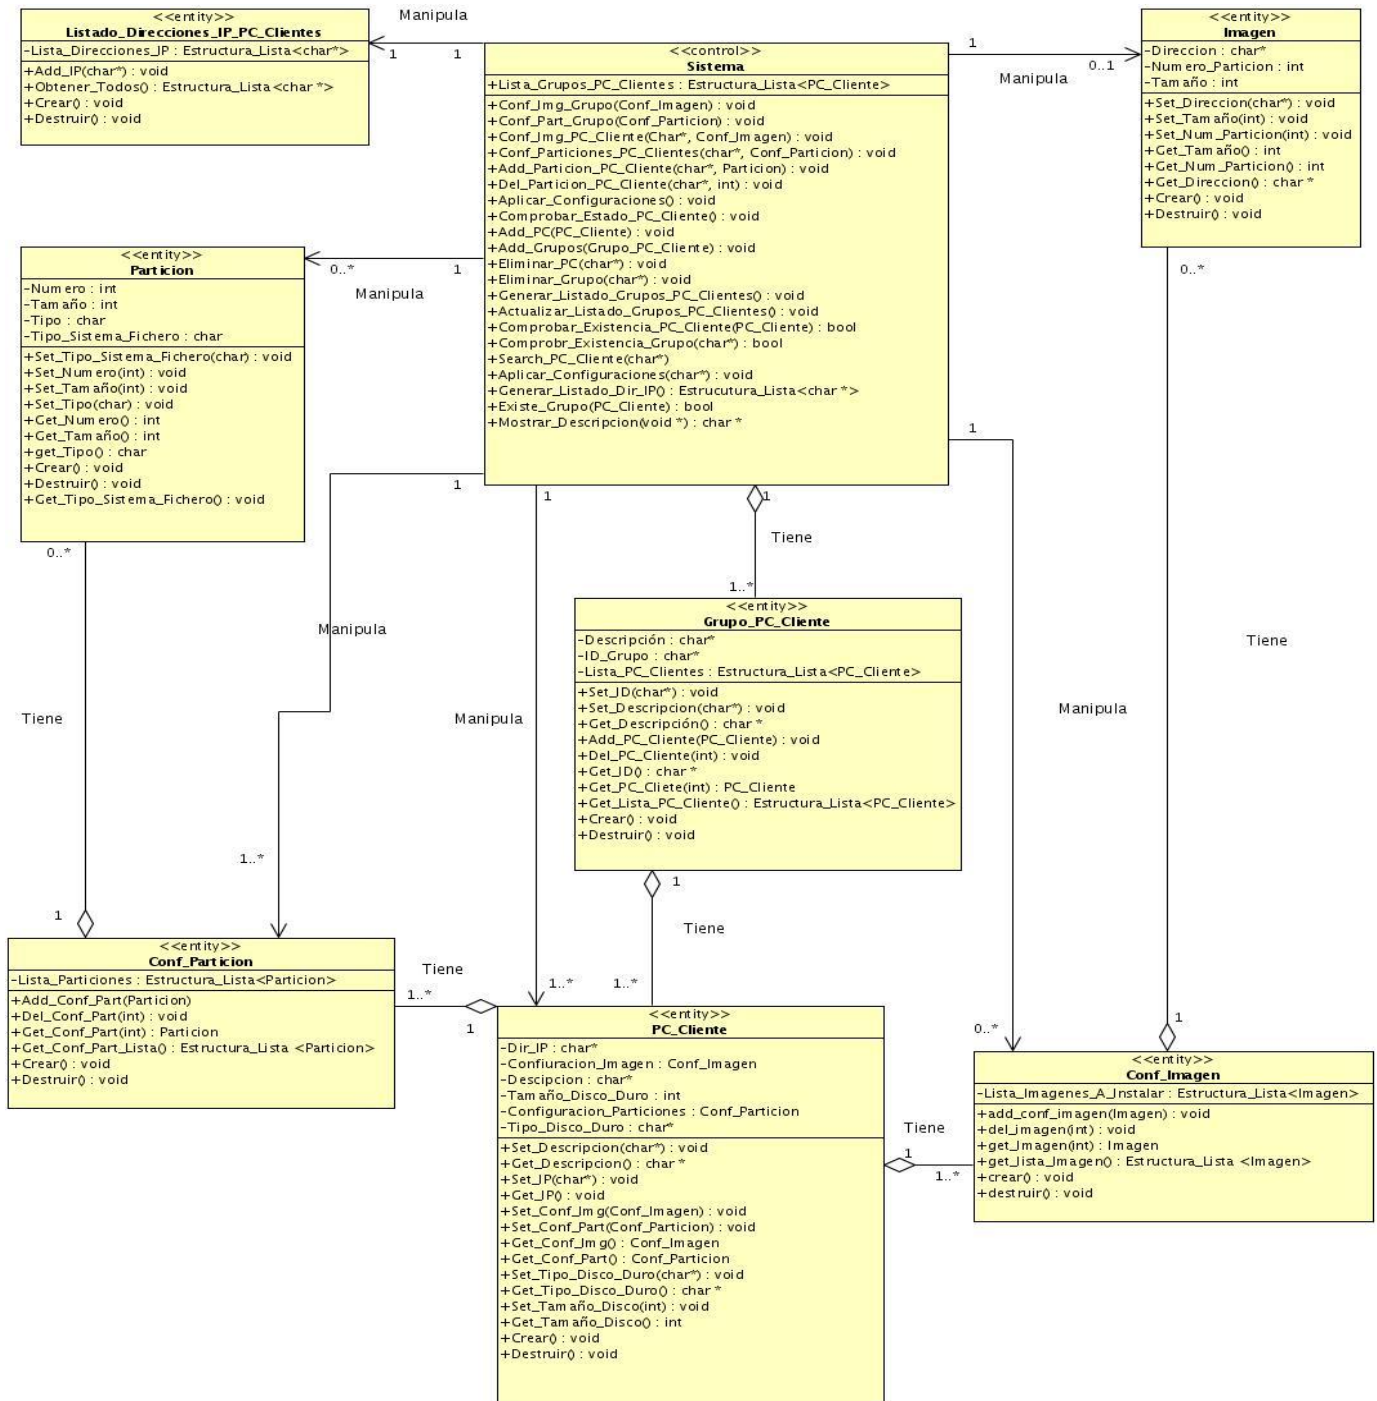 <<entity>>
Listado_Direcciones_IP_PC_Clientes
-Lista_Direcciones_IP : Estructura_Lista<char*>
+Add_IP(char*) : void
+Obtener_Todos() : Estructura_Lista<char *>
+Crear() : void
+Destruir() : void
Manipula
1
1
<<control>>
Sistema
+Lista_Grupos_PC_Clientes : Estructura_Lista<PC_Cliente>
+Conf_Img_Grupo(Conf_Imagen) : void
+Conf_Part_Grupo(Conf_Particion) : void
+Conf_Img_PC_Cliente(Char*, Conf_Imagen) : void
+Conf_Particiones_PC_Clientes(char*, Conf_Particion) : void
+Add_Particion_PC_Cliente(char*, Particion) : void
+Del_Particion_PC_Cliente(char*, int) : void
+Aplicar_Configuraciones() : void
+Comprobar_Estado_PC_Cliente() : void
+Add_PC(PC_Cliente) : void
+Add_Grupos(Grupo_PC_Cliente) : void
+Eliminar_PC(char*) : void
+Eliminar_Grupo(char*) : void
+Generar_Listado_Grupos_PC_Clientes() : void
+Actualizar_Listado_Grupos_PC_Clientes() : void
+Comprobar_Existencia_PC_Cliente(PC_Cliente) : bool
+Comprobr_Existencia_Grupo(char*) : bool
+Search_PC_Cliente(char*)
+Aplicar_Configuraciones(char*) : void
+Generar_Listado_Dir_IP() : Estrucutura_Lista<char *>
+Existe_Grupo(PC_Cliente) : bool
+Mostrar_Descripcion(void *) : char *
1
0..1
Manipula
<<entity>>
Imagen
-Direccion : char*
-Numero_Particion : int
-Tamaño : int
+Set_Direccion(char*) : void
+Set_Tamaño(int) : void
+Set_Num_Particion(int) : void
+Get_Tamaño() : int
+Get_Num_Particion() : int
+Get_Direccion() : char *
+Crear() : void
+Destruir() : void
<<entity>>
Particion
-Numero : int
-Tamaño : int
-Tipo : char
-Tipo_Sistema_Fichero : char
+Set_Tipo_Sistema_Fichero(char) : void
+Set_Numero(int) : void
+Set_Tamaño(int) : void
+Set_Tipo(char) : void
+Get_Numero() : int
+Get_Tamaño() : int
+get_Tipo() : char
+Crear() : void
+Destruir() : void
+Get_Tipo_Sistema_Fichero() : void
0..*
1
Manipula
0..*
1
1
1
1
0..*
Tiene
1..*
<<entity>>
Grupo_PC_Cliente
-Descripción : char*
-ID_Grupo : char*
-Lista_PC_Clientes : Estructura_Lista<PC_Cliente>
+Set_ID(char*) : void
+Set_Descripcion(char*) : void
+Get_Descripción() : char *
+Add_PC_Cliente(PC_Cliente) : void
+Del_PC_Cliente(int) : void
+Get_ID() : char *
+Get_PC_Cliete(int) : PC_Cliente
+Get_Lista_PC_Cliente() : Estructura_Lista<PC_Cliente>
+Crear() : void
+Destruir() : void
Manipula
Tiene
Tiene
Manipula
Manipula
1..*
1
Tiene
1
<<entity>>
Conf_Particion
-Lista_Particiones : Estructura_Lista<Particion>
+Add_Conf_Part(Particion)
+Del_Conf_Part(int) : void
+Get_Conf_Part(int) : Particion
+Get_Conf_Part_Lista() : Estructura_Lista <Particion>
+Crear() : void
+Destruir() : void
Tiene
1..*
1
1..*
1..*
<<entity>>
PC_Cliente
-Dir_IP : char*
-Confiuracion_Imagen : Conf_Imagen
-Descipcion : char*
-Tamaño_Disco_Duro : int
-Configuracion_Particiones : Conf_Particion
-Tipo_Disco_Duro : char*
+Set_Descripcion(char*) : void
+Get_Descripcion() : char *
+Set_IP(char*) : void
+Get_IP() : void
+Set_Conf_Img(Conf_Imagen) : void
+Set_Conf_Part(Conf_Particion) : void
+Get_Conf_Img() : Conf_Imagen
+Get_Conf_Part() : Conf_Particion
+Set_Tipo_Disco_Duro(char*) : void
+Get_Tipo_Disco_Duro() : char *
+Set_Tamaño_Disco(int) : void
+Get_Tamaño_Disco() : int
+Crear() : void
+Destruir() : void
Tiene
1
1..*
0..*
1
<<entity>>
Conf_Imagen
-Lista_Imagenes_A_Instalar : Estructura_Lista<Imagen>
+add_conf_imagen(Imagen) : void
+del_imagen(int) : void
+get_Imagen(int) : Imagen
+get_lista_Imagen() : Estructura_Lista <Imagen>
+crear() : void
+destruir() : void